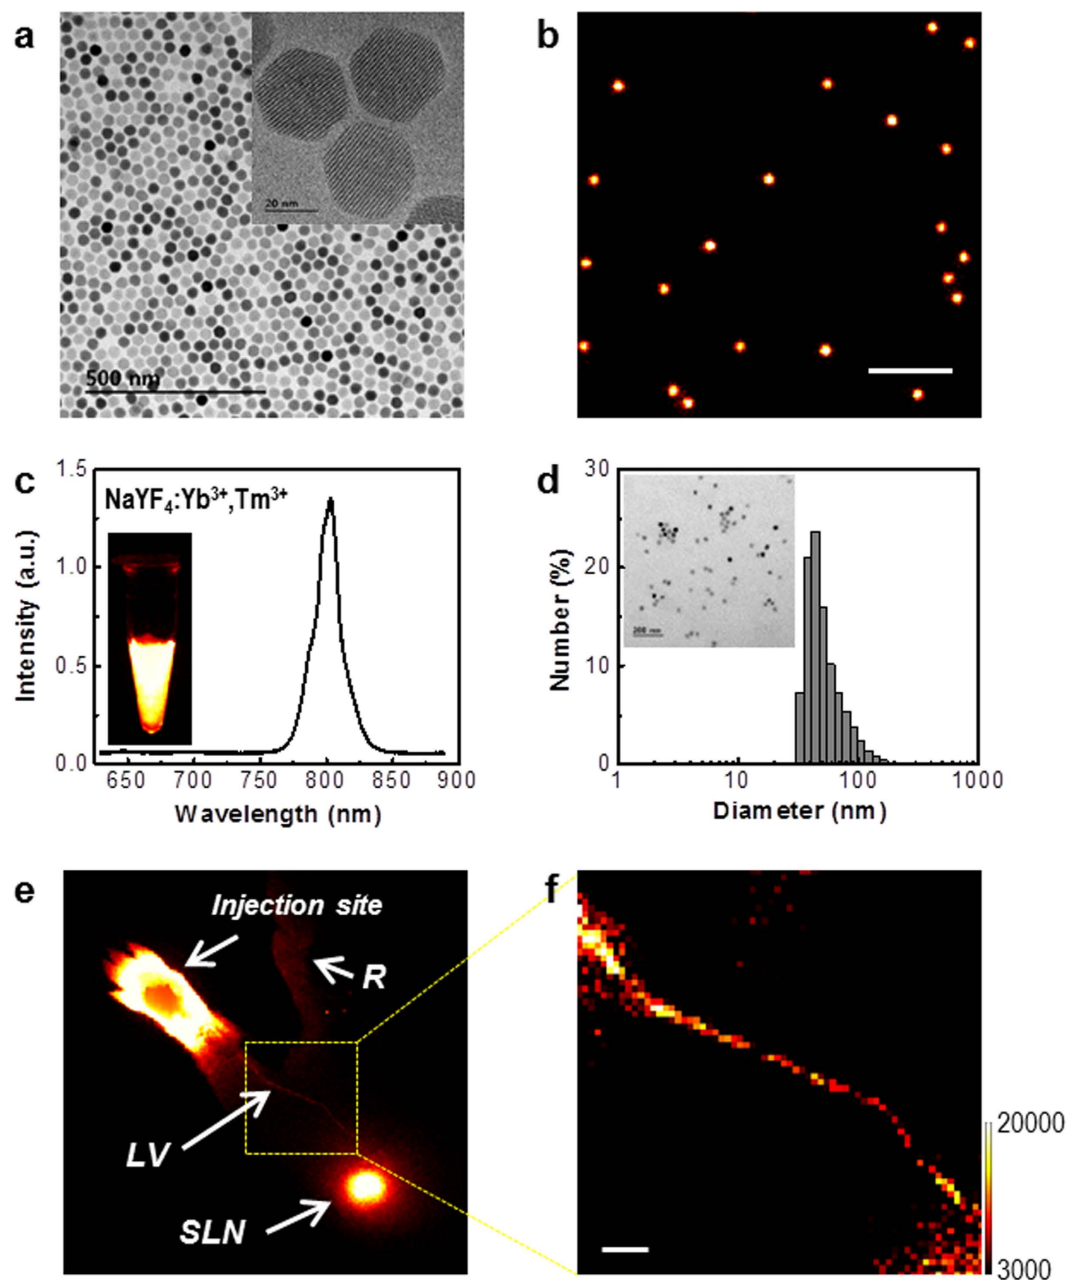 a
20 nm
500 nm
b
c
1.5
1.0
0.5
0.0
Intensity (a.u.)
NaYF₄:Yb³⁺,Tm³⁺
650 700 750 800 850 900
Wavelength (nm)
d
30
20
10
0
Number (%)
200 nm
1 10 100 1000
Diameter (nm)
e
Injection site
R
LV
SLN
f
20000
3000